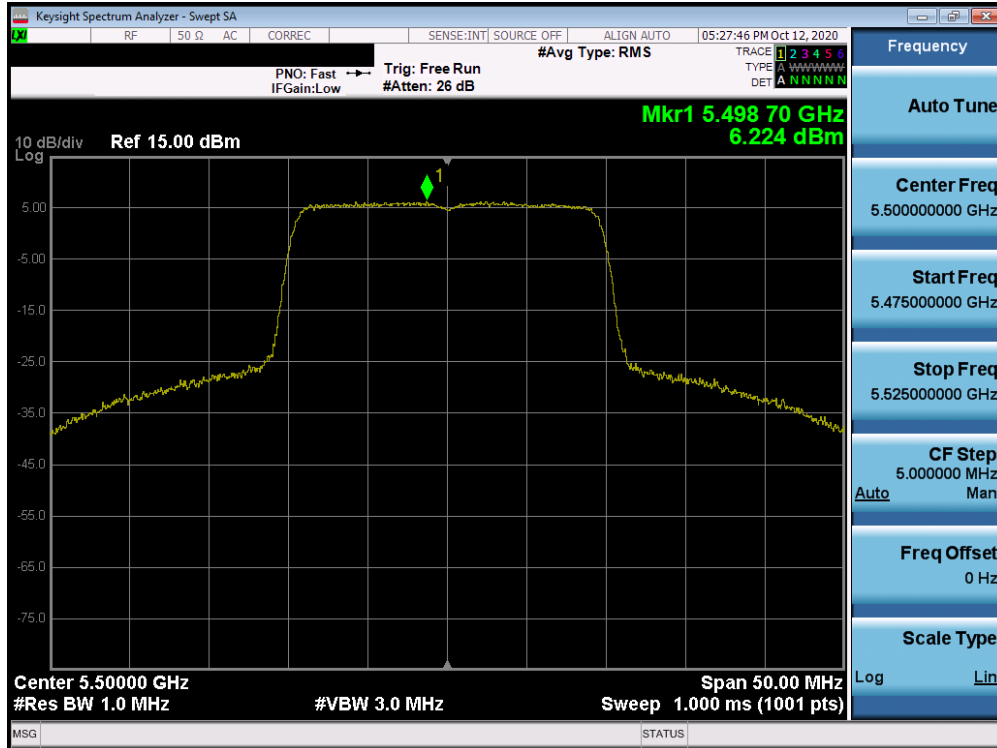 Keysight Spectrum Analyzer - Swept SA
LXI RF 50 Ω AC CORREC SENSE:INT SOURCE OFF ALIGN AUTO 05:27:46 PM Oct 12, 2020
#Avg Type: RMS
TRACE 1 2 3 4 5 6
TYPE A WWWWW
DET A N N N N N
PNO: Fast Trig: Free Run
IFGain:Low #Atten: 26 dB
Mkr1 5.498 70 GHz
6.224 dBm
10 dB/div Ref 15.00 dBm
Log
1
5.00
-5.00
-15.0
-25.0
-35.0
-45.0
-55.0
-65.0
-75.0
Center 5.50000 GHz Span 50.00 MHz
#Res BW 1.0 MHz #VBW 3.0 MHz Sweep 1.000 ms (1001 pts)
MSG STATUS
Frequency
Auto Tune
Center Freq
5.500000000 GHz
Start Freq
5.475000000 GHz
Stop Freq
5.525000000 GHz
CF Step
5.000000 MHz
Auto Man
Freq Offset
0 Hz
Scale Type
Log Lin